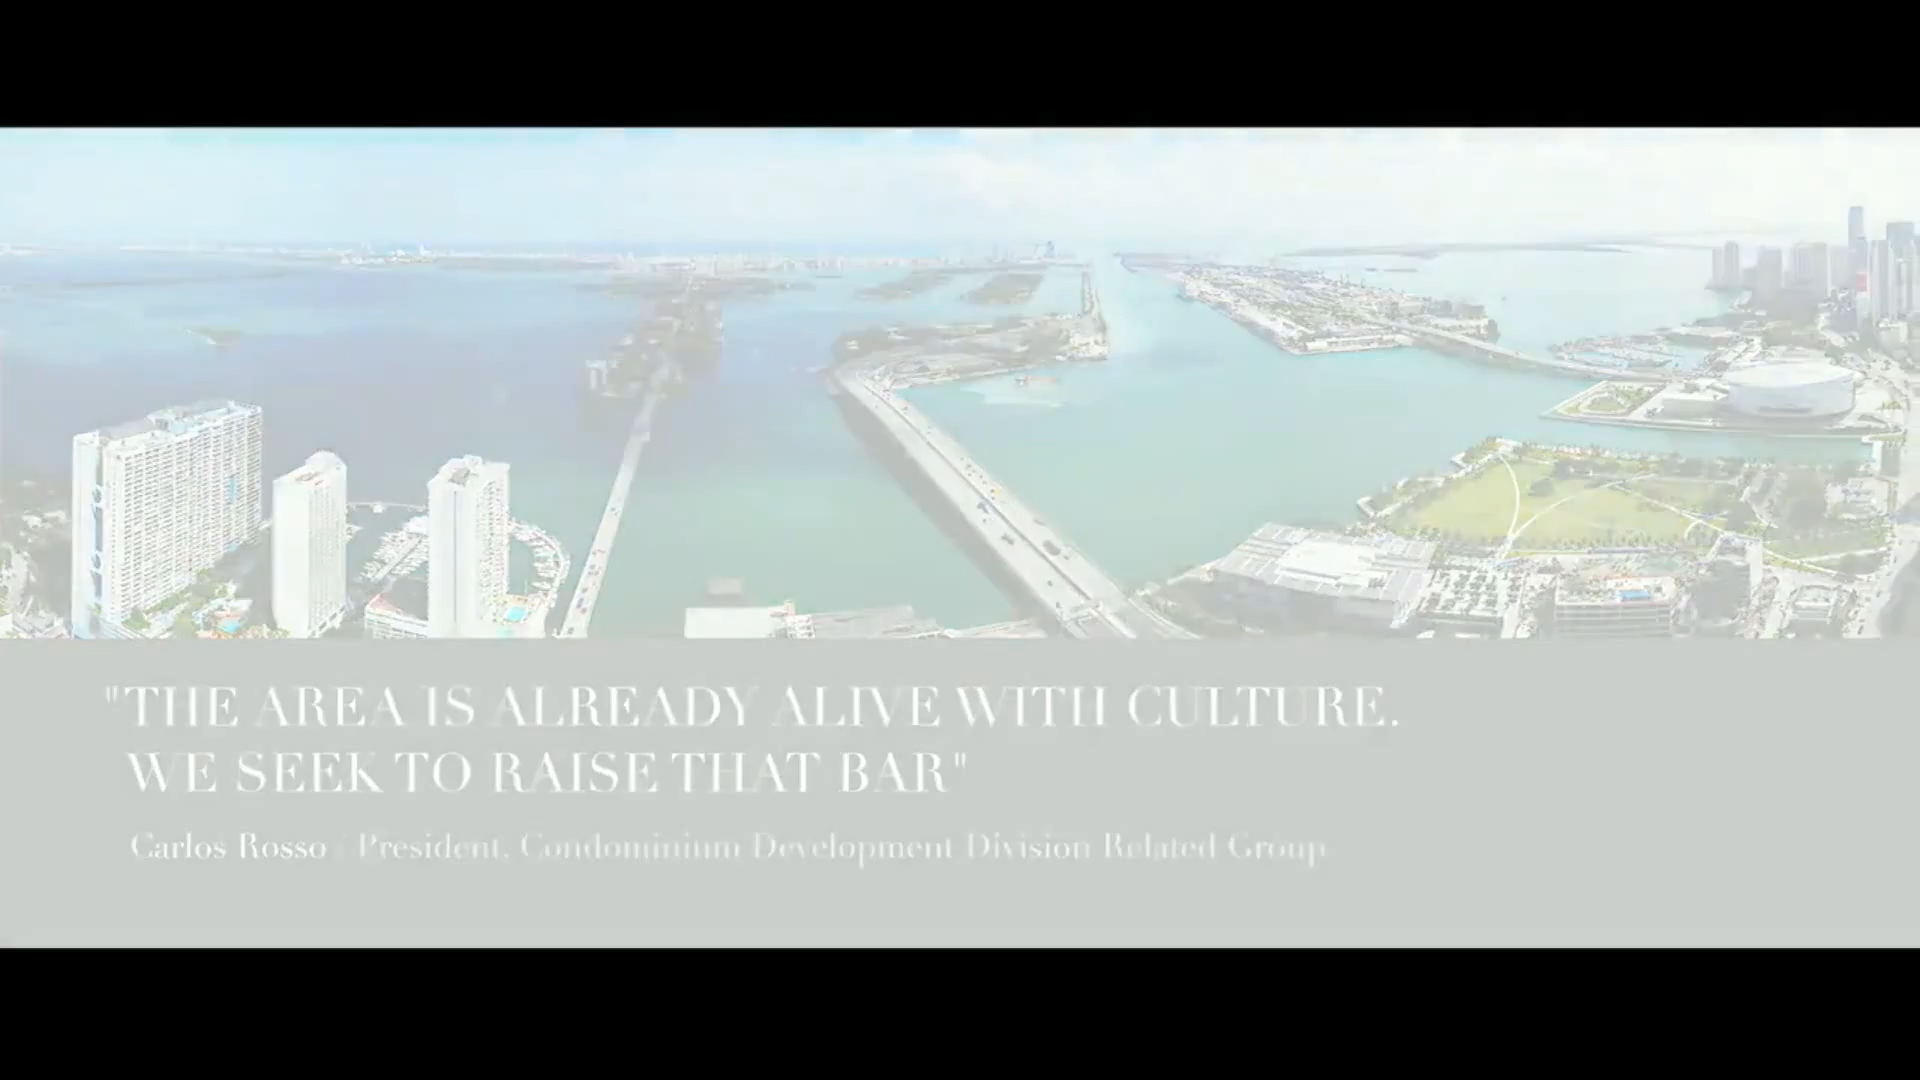 "THE AREA IS ALREADY ALIVE WITH CULTURE.
WE SEEK TO RAISE THAT BAR"
Carlos Rosso / President, Condominium Development Division Related Group